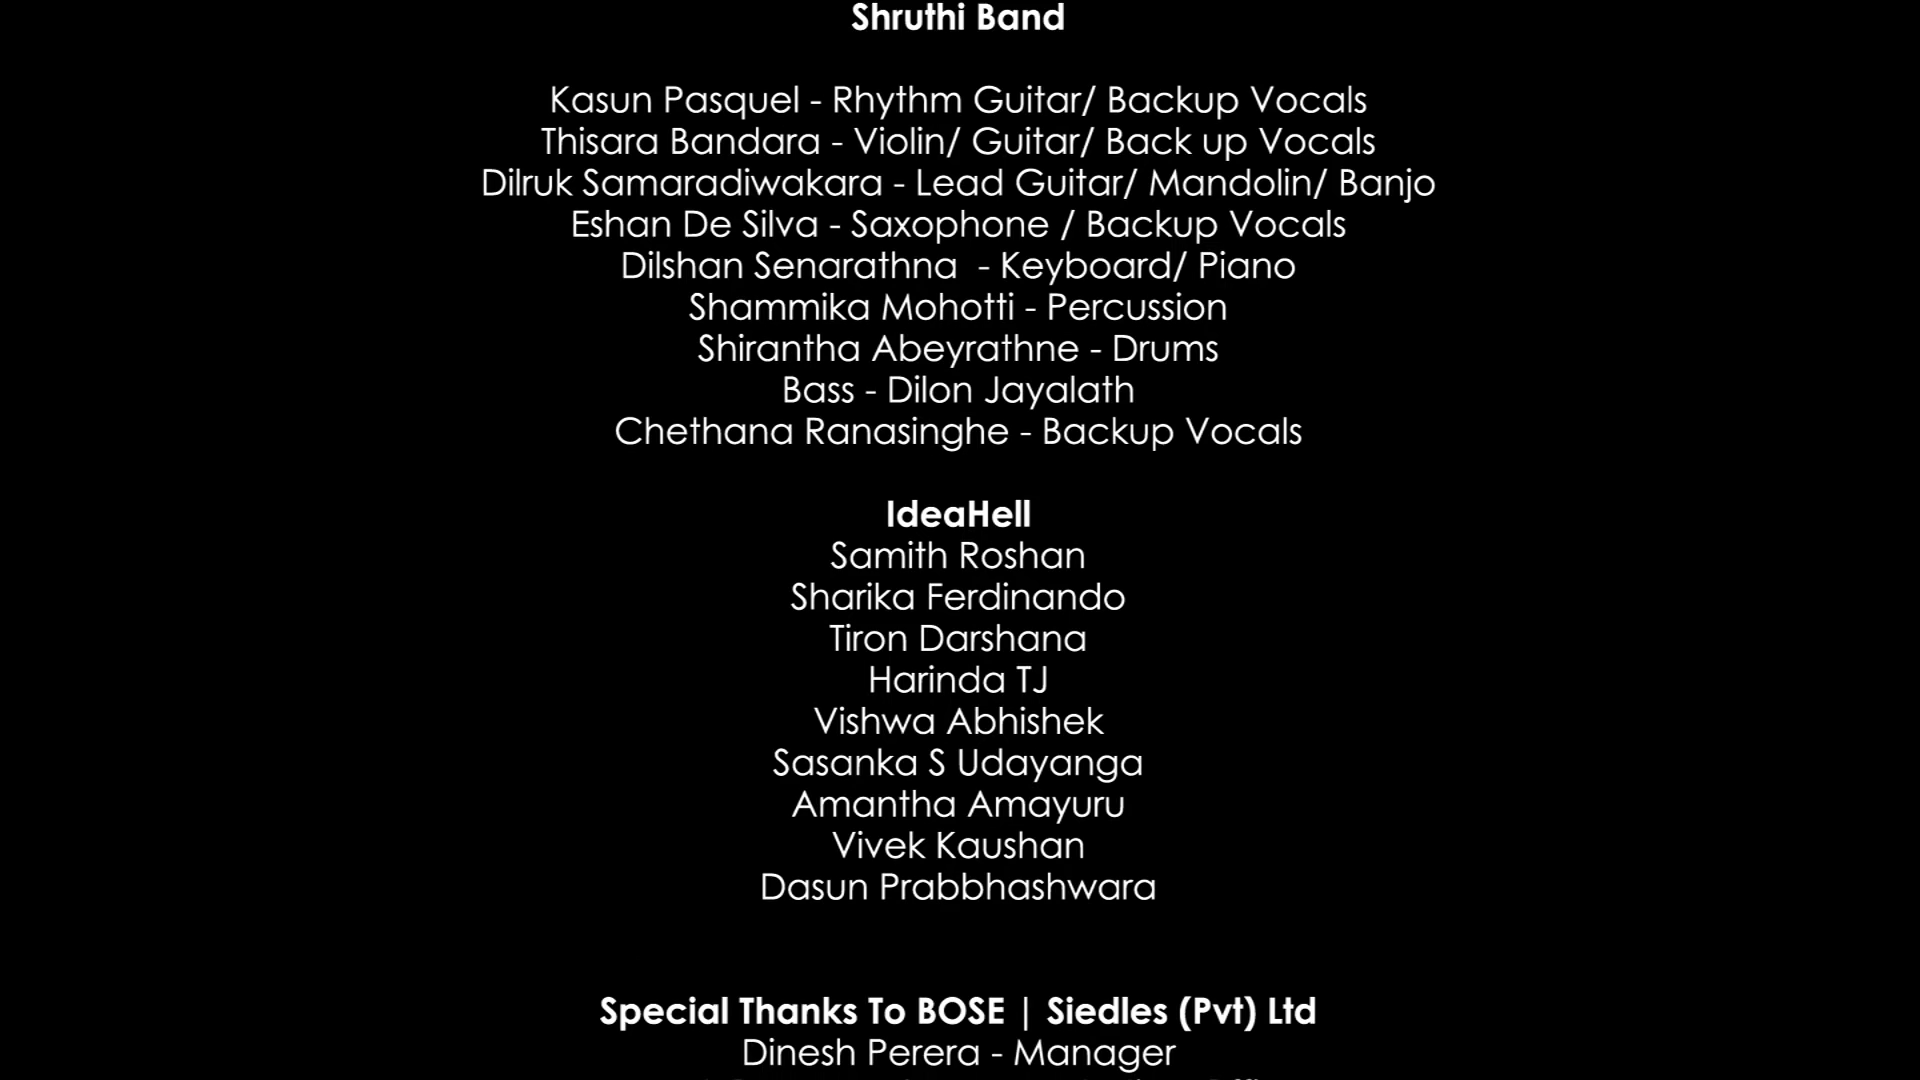 Shruthi Band
Kasun Pasquel - Rhythm Guitar/ Backup Vocals
Thisara Bandara - Violin/ Guitar/ Back up Vocals
Dilruk Samaradiwakara - Lead Guitar/ Mandolin/ Banjo
Eshan De Silva - Saxophone / Backup Vocals
Dilshan Senarathna  - Keyboard/ Piano
Shammika Mohotti - Percussion
Shirantha Abeyrathne - Drums
Bass - Dilon Jayalath
Chethana Ranasinghe - Backup Vocals
IdeaHell
Samith Roshan
Sharika Ferdinando
Tiron Darshana
Harinda TJ
Vishwa Abhishek
Sasanka S Udayanga
Amantha Amayuru
Vivek Kaushan
Dasun Prabbhashwara
Special Thanks To BOSE | Siedles (Pvt) Ltd
Dinesh Perera - Manager